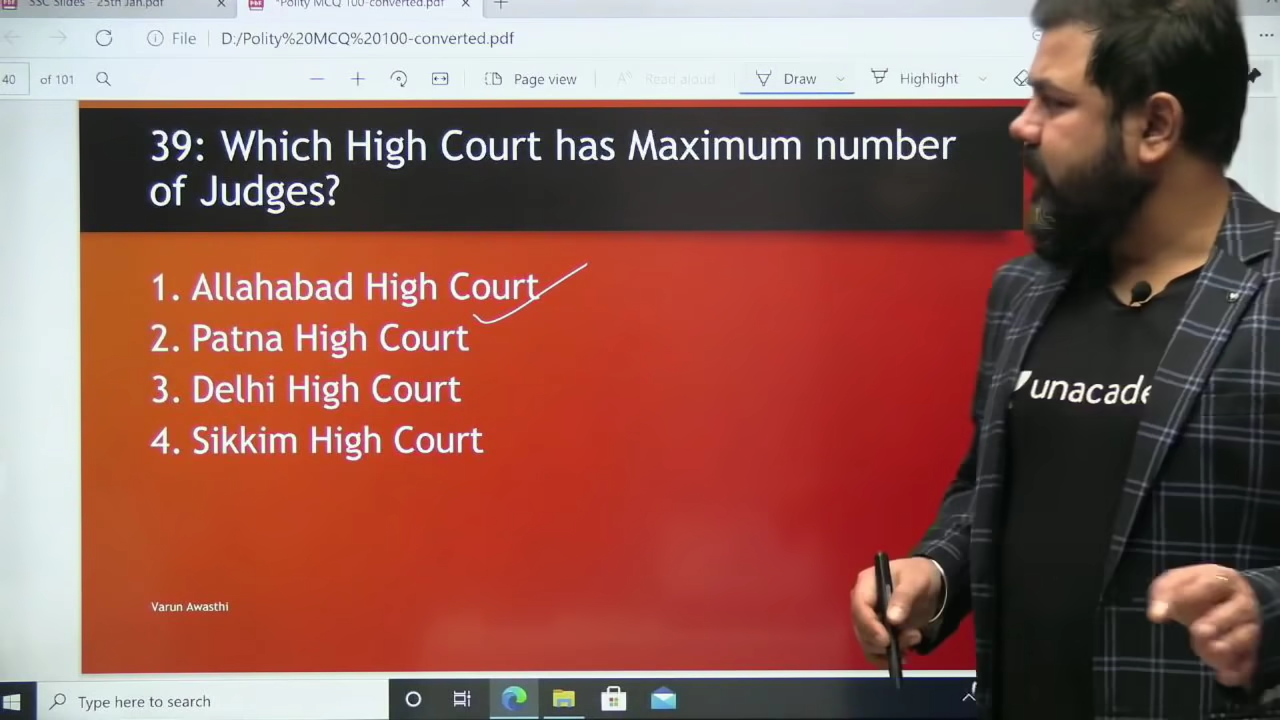 SSC Slides - 25th Jan.pdf
*Polity MCQ 100-converted.pdf
File
D:/Polity%20MCQ%20100-converted.pdf
40 of 101
Page view
Read aloud
Draw
Highlight
39: Which High Court has Maximum number
of Judges?
1. Allahabad High Court
2. Patna High Court
3. Delhi High Court
4. Sikkim High Court
unacade
Varun Awasthi
Type here to search